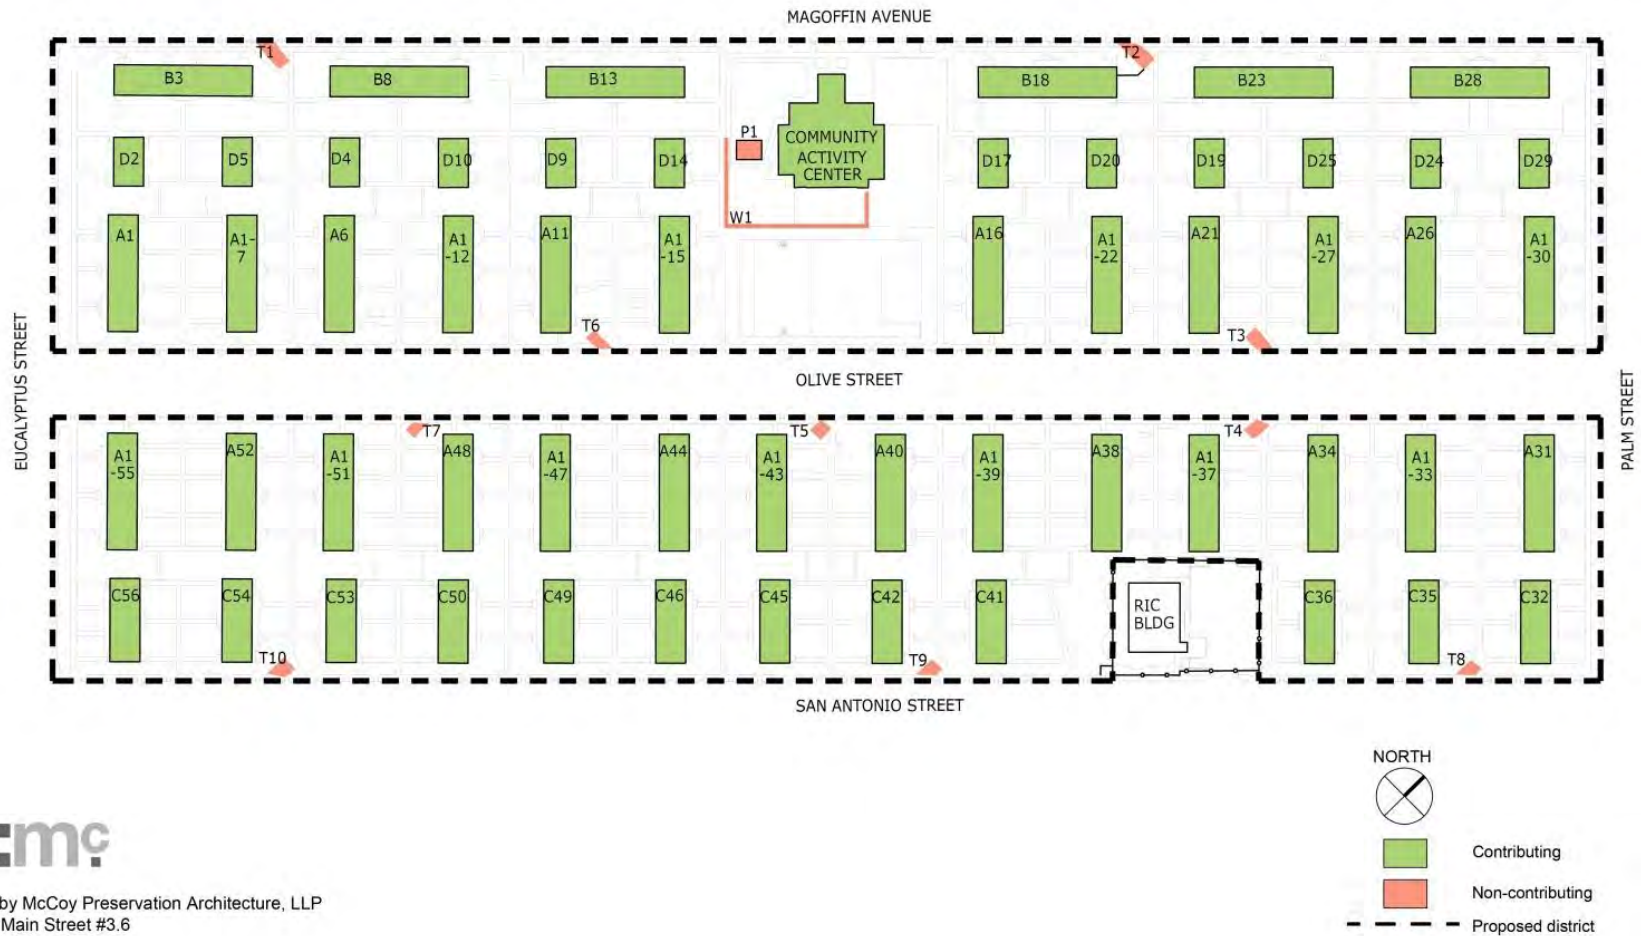 MAGOFFIN AVENUE
T1
T2
B3
B8
B13
B18
B23
B28
P1
COMMUNITY
ACTIVITY
CENTER
D2
D5
D4
D10
D9
D14
D17
D20
D19
D25
D24
D29
W1
A1
A1-
7
A6
A1
-12
A11
A1
-15
A16
A1
-22
A21
A1
-27
A26
A1
-30
T6
T3
EUCALYPTUS STREET
OLIVE STREET
PALM STREET
T7
T5
T4
A1
-55
A52
A1
-51
A48
A1
-47
A44
A1
-43
A40
A1
-39
A38
A1
-37
A34
A1
-33
A31
C56
C54
C53
C50
C49
C46
C45
C42
C41
RIC
BLDG
C36
C35
C32
T10
T9
T8
SAN ANTONIO STREET
NORTH
mc
Contributing
Non-contributing
Proposed district
by McCoy Preservation Architecture, LLP
Main Street #3.6